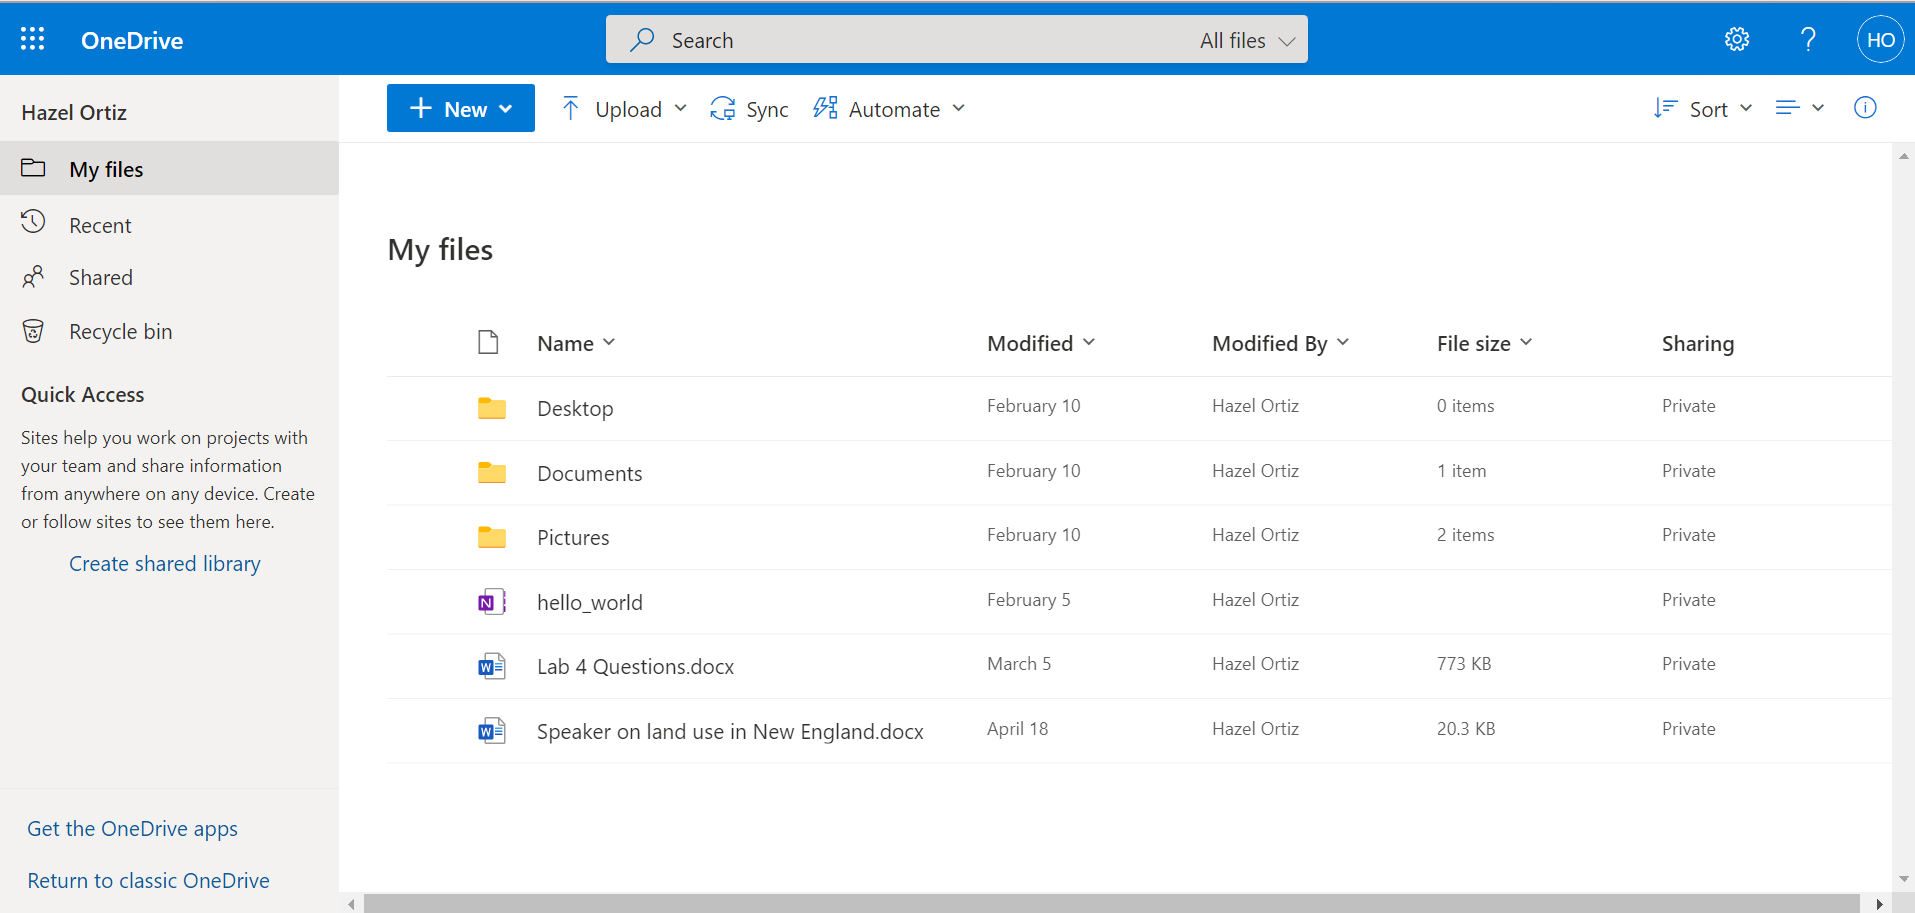 OneDrive
Search All files
HO
Hazel Ortiz
My files
Recent
Shared
Recycle bin
Quick Access
Sites help you work on projects with
your team and share information
from anywhere on any device. Create
or follow sites to see them here.
Create shared library
Get the OneDrive apps
Return to classic OneDrive
New Upload Sync Automate Sort
My files
Name Modified Modified By File size Sharing
Desktop February 10 Hazel Ortiz 0 items Private
Documents February 10 Hazel Ortiz 1 item Private
Pictures February 10 Hazel Ortiz 2 items Private
N hello_world February 5 Hazel Ortiz Private
W Lab 4 Questions.docx March 5 Hazel Ortiz 773 KB Private
W Speaker on land use in New England.docx April 18 Hazel Ortiz 20.3 KB Private